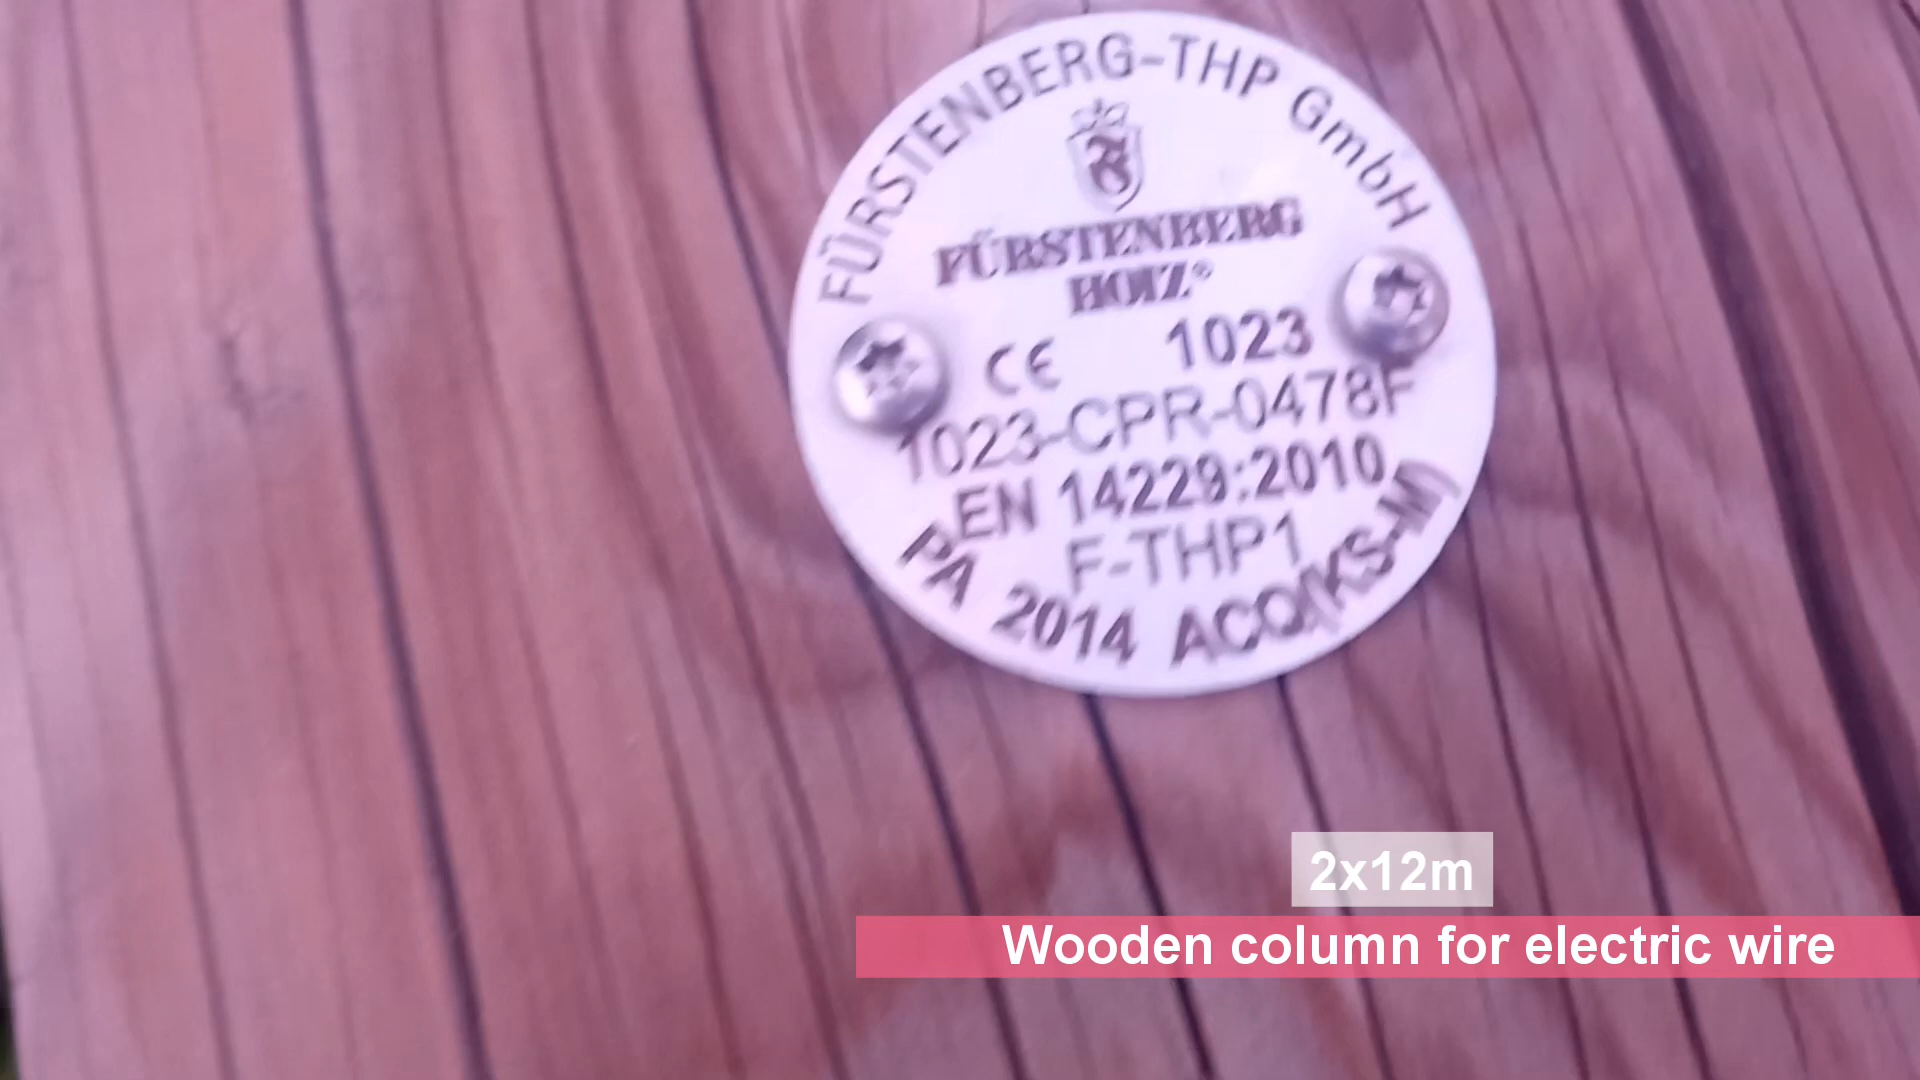 FÜRSTENBERG-THP GmbH
FÜRSTENBERG
HOLZ®
CE 1023
1023-CPR-0478F
EN 14229:2010
F-THP1
PA 2014 ACQ(KS-M)
2x12m
Wooden column for electric wire